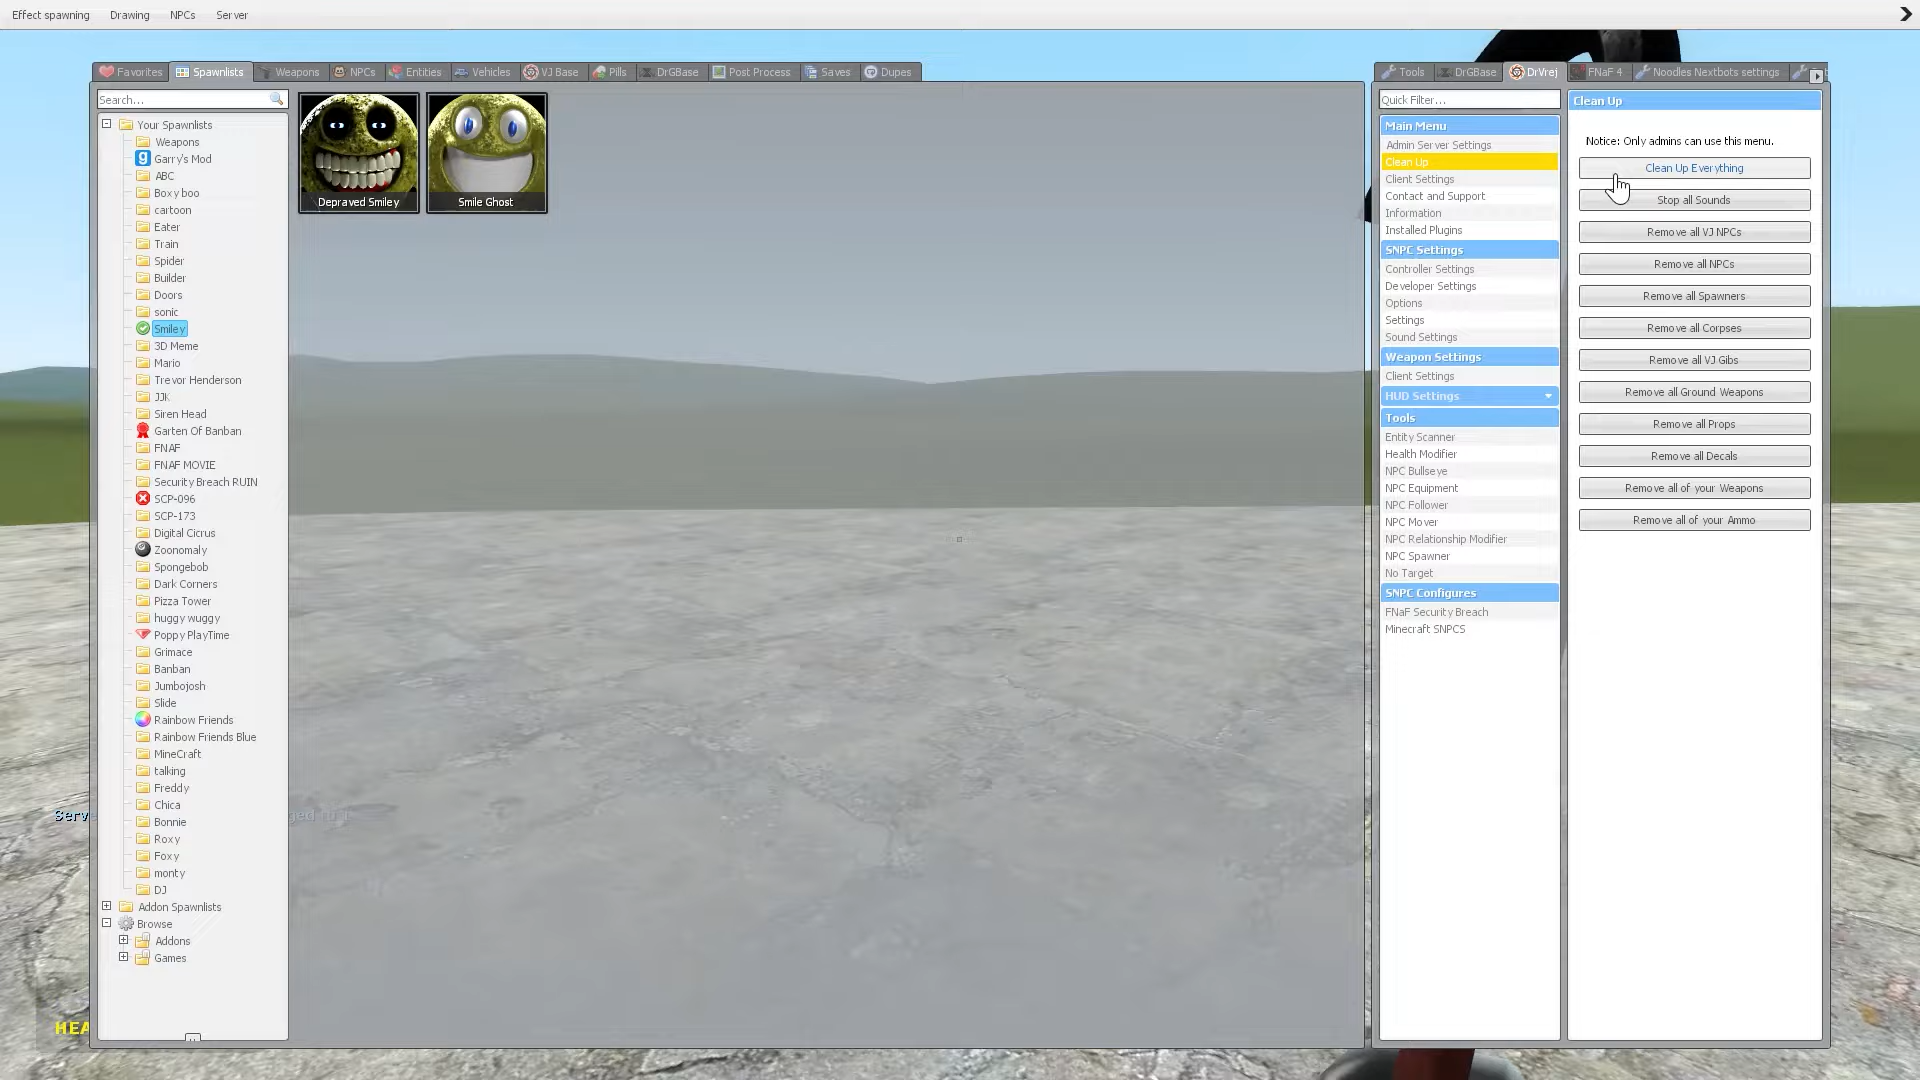 Effect spawning Drawing NPCs Server
Favorites Spawnlists Weapons NPCs Entities Vehicles VJ Base Pills DrGBase Post Process Saves Dupes
Search...
Your Spawnlists
Weapons
Garry's Mod
ABC
Boxy boo
cartoon
Eater
Train
Spider
Builder
Doors
sonic
Smiley
3D Meme
Mario
Trevor Henderson
JJK
Siren Head
Garten Of Banban
FNAF
FNAF MOVIE
Security Breach RUIN
SCP-096
SCP-173
Digital Cicrus
Zoonomaly
Spongebob
Dark Corners
Pizza Tower
huggy wuggy
Poppy PlayTime
Grimace
Banban
Jumbojosh
Slide
Rainbow Friends
Rainbow Friends Blue
MineCraft
talking
Freddy
Chica
Bonnie
Roxy
Foxy
monty
DJ
Addon Spawnlists
Browse
Addons
Games
Depraved Smiley
Smile Ghost
Serv
HEA
Tools DrGBase DrVrej FNaF 4 Noodles Nextbots settings
Quick Filter...
Main Menu
Admin Server Settings
Clean Up
Client Settings
Contact and Support
Information
Installed Plugins
SNPC Settings
Controller Settings
Developer Settings
Options
Settings
Sound Settings
Weapon Settings
Client Settings
HUD Settings
Tools
Entity Scanner
Health Modifier
NPC Bullseye
NPC Equipment
NPC Follower
NPC Mover
NPC Relationship Modifier
NPC Spawner
No Target
SNPC Configures
FNaF Security Breach
Minecraft SNPCS
Clean Up
Notice: Only admins can use this menu.
Clean Up Everything
Stop all Sounds
Remove all VJ NPCs
Remove all NPCs
Remove all Spawners
Remove all Corpses
Remove all VJ Gibs
Remove all Ground Weapons
Remove all Props
Remove all Decals
Remove all of your Weapons
Remove all of your Ammo